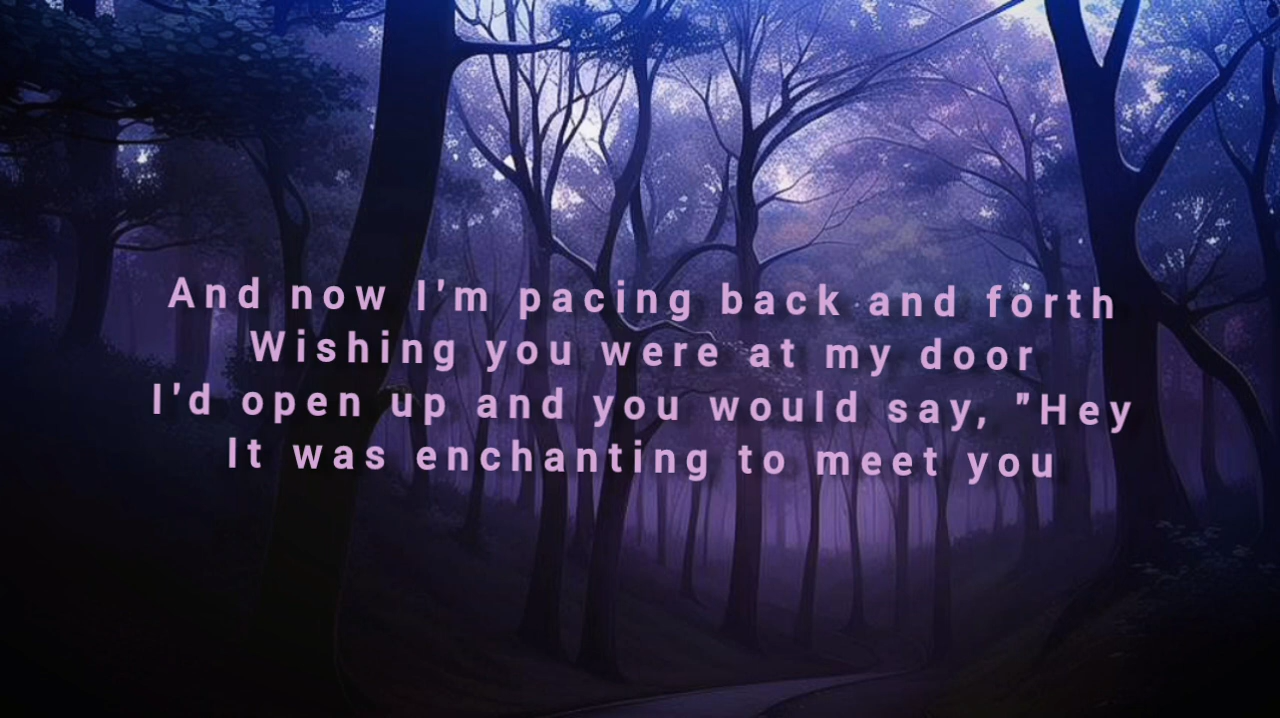 And now I'm pacing back and forth
Wishing you were at my door
I'd open up and you would say, "Hey
It was enchanting to meet you